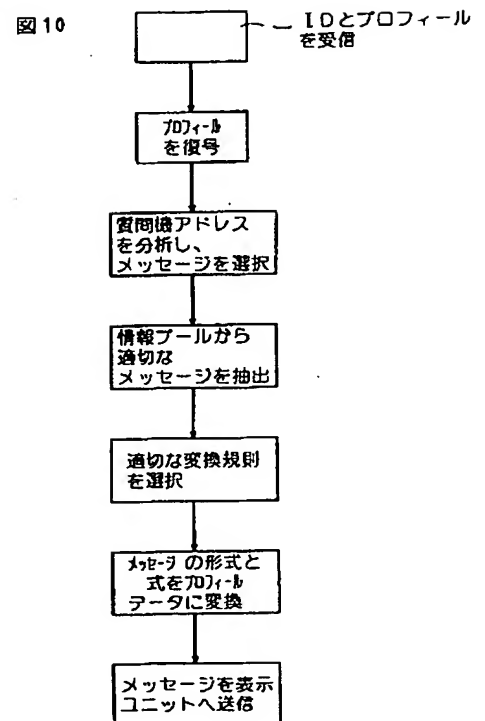 図10
IDとプロフィール
を受信
プロフィール
を復号
質問機アドレス
を分析し、
メッセージを選択
情報プールから
適切な
メッセージを抽出
適切な変換規則
を選択
メッセージ の形式と
式をプロフィール
データに変換
メッセージを表示
ユニットへ送信